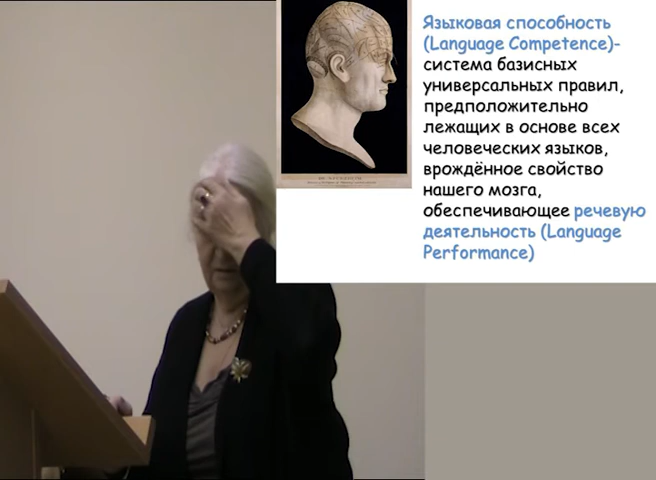 Языковая способность
(Language Competence)-
система базисных
универсальных правил,
предположительно
лежащих в основе всех
человеческих языков,
врождённое свойство
нашего мозга,
обеспечивающее речевую
деятельность (Language
Performance)